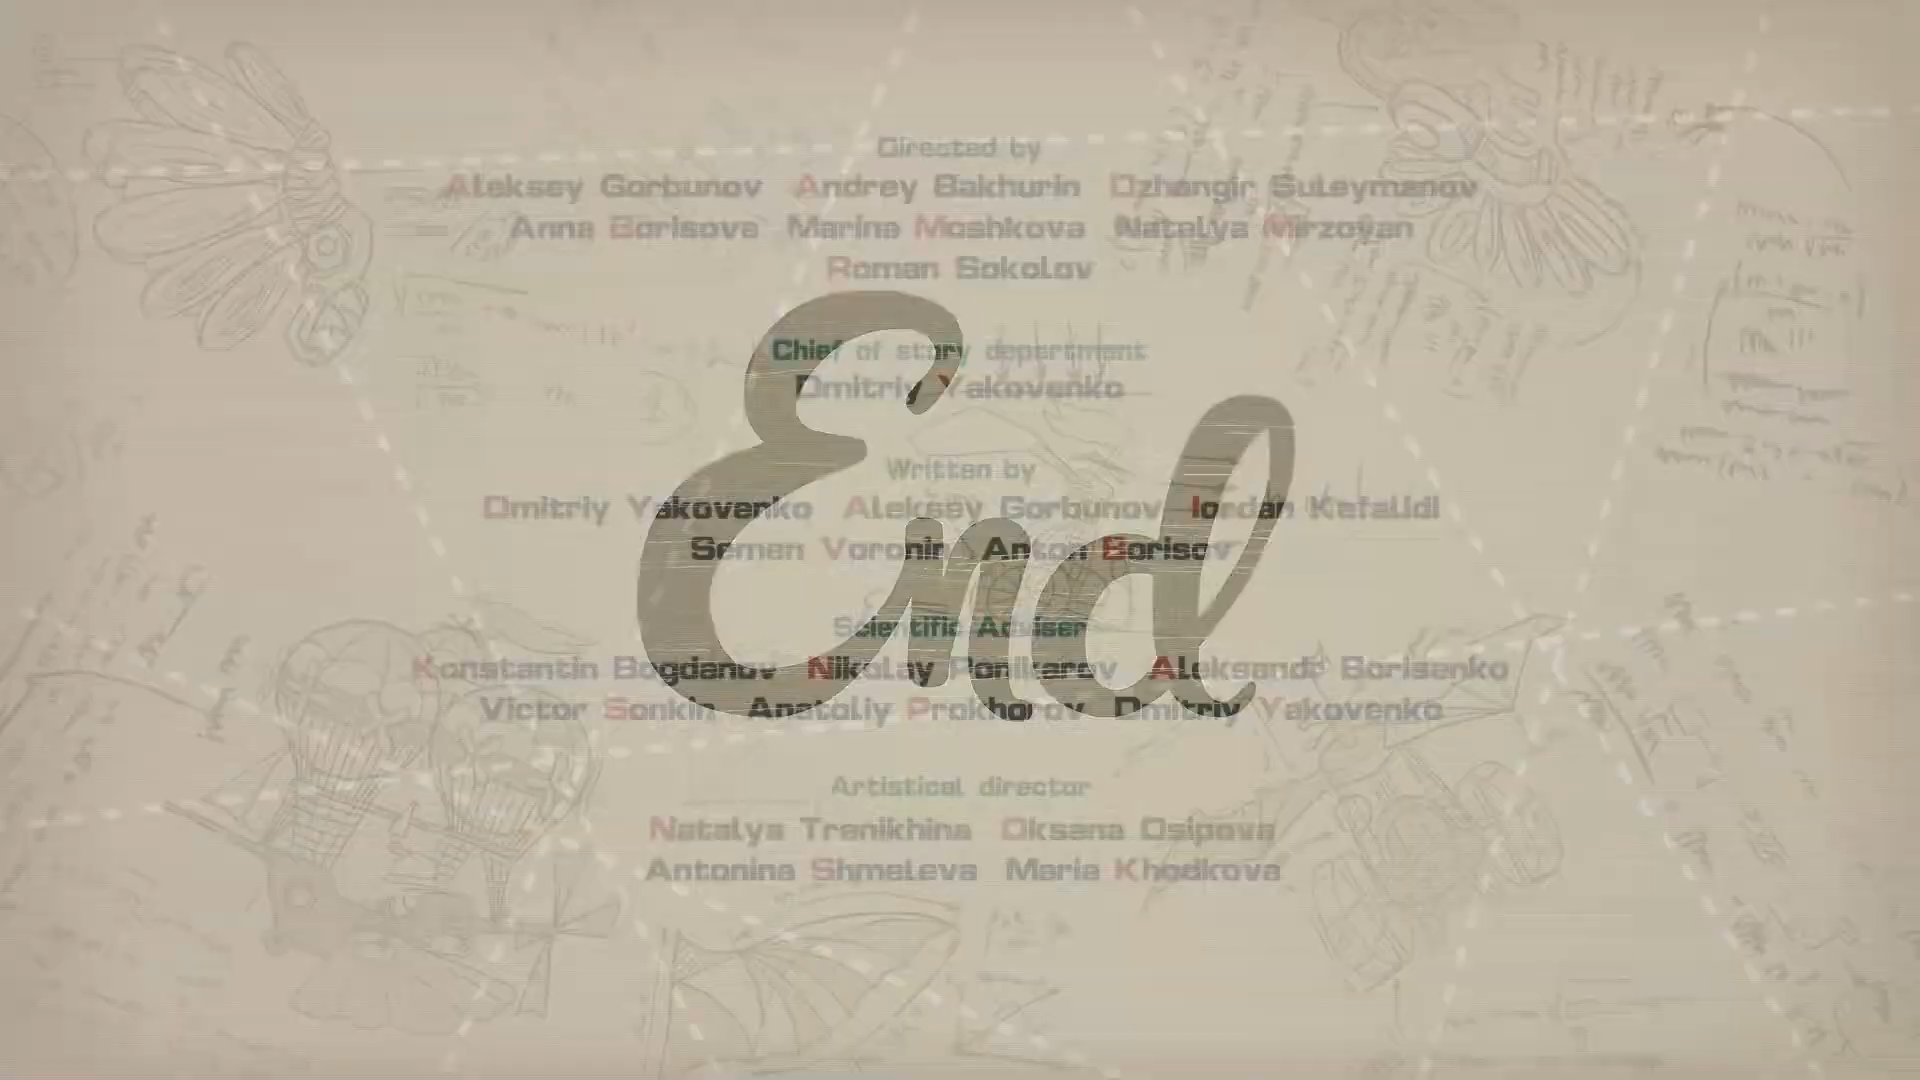 Directed by
Aleksey Gorbunov Andrey Bakhurin Dzhangir Suleymanov
Anna Borisova Marina Moshkova Natalya Mirzoyan
Roman Sokolov
End
Chief of story department
Dmitriy Yakovenko
Written by
Dmitriy Yakovenko Aleksey Gorbunov Iordan Kefalidi
Semen Voronin Anton Borisov
Scientific Adviser
Konstantin Bogdanov Nikolay Ponikarov Aleksandr Borisenko
Victor Sonkin Anatoliy Prokhorov Dmitriy Yakovenko
Artistical director
Natalya Trenikhina Oksana Osipova
Antonina Shmeleva Maria Khodkova